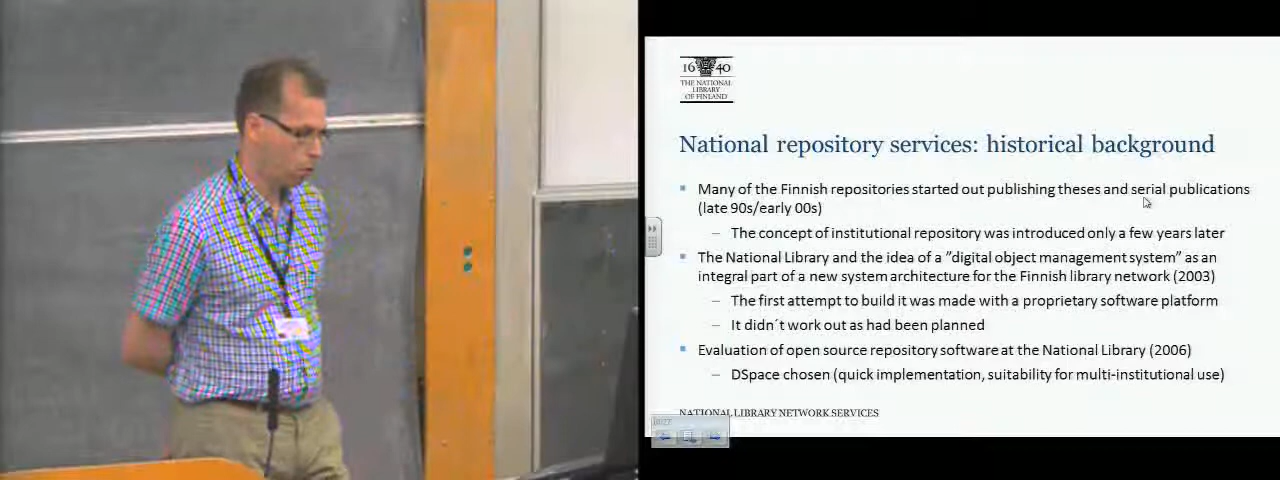 16 40
THE NATIONAL
LIBRARY
OF FINLAND
National repository services: historical background
Many of the Finnish repositories started out publishing theses and serial publications
(late 90s/early 00s)
– The concept of institutional repository was introduced only a few years later
The National Library and the idea of a ”digital object management system” as an
integral part of a new system architecture for the Finnish library network (2003)
– The first attempt to build it was made with a proprietary software platform
– It didn´t work out as had been planned
Evaluation of open source repository software at the National Library (2006)
– DSpace chosen (quick implementation, suitability for multi-institutional use)
NATIONAL LIBRARY NETWORK SERVICES